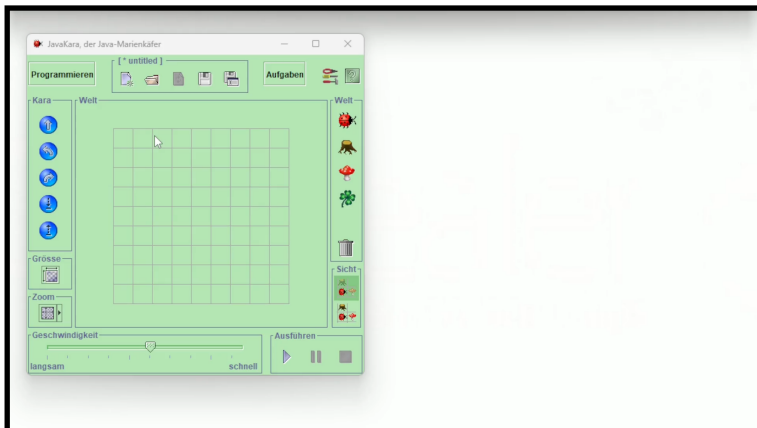 JavaKara, der Java-Marienkäfer
Programmieren
[ * untitled ]
Aufgaben
Kara
Welt
Welt
Grösse
Sicht
Zoom
Geschwindigkeit
langsam
schnell
Ausführen